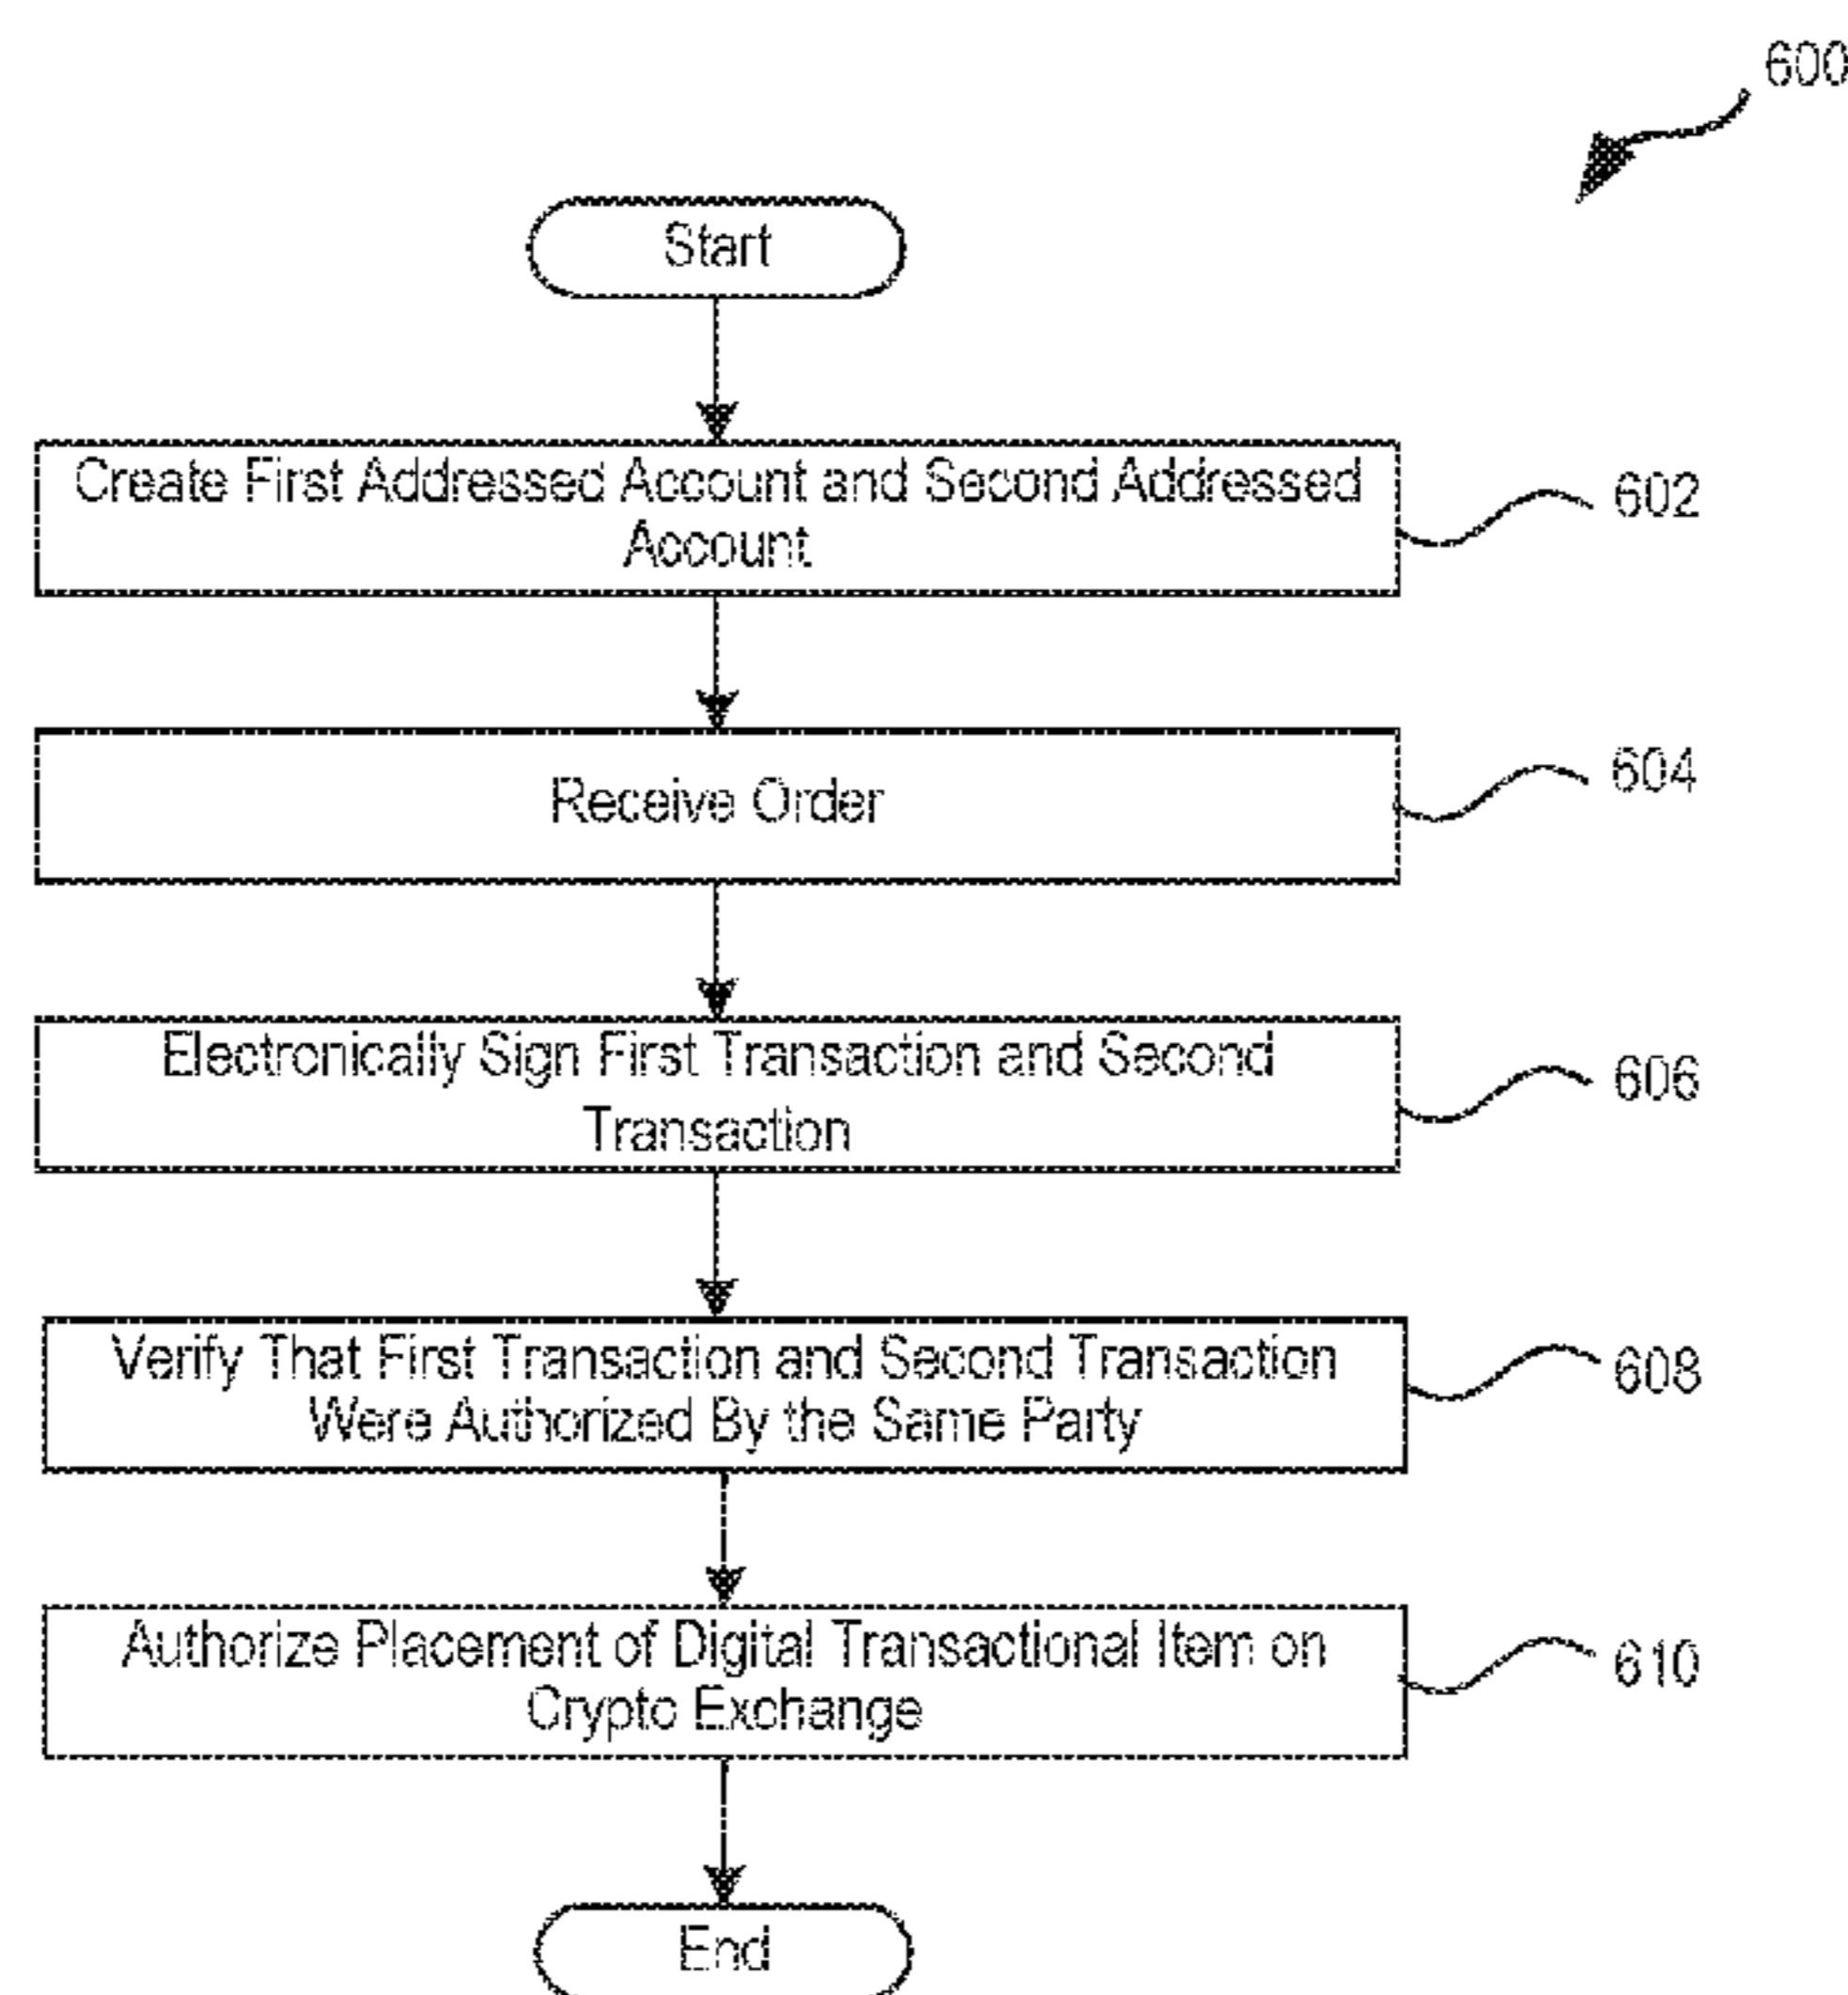 600
Start
Create First Addressed Account and Second Addressed
Account
602
Receive Order
604
Electronically Sign First Transaction and Second
Transaction
606
Verify That First Transaction and Second Transaction
Were Authorized By the Same Party
608
Authorize Placement of Digital Transactional Item on
Crypto Exchange
610
End